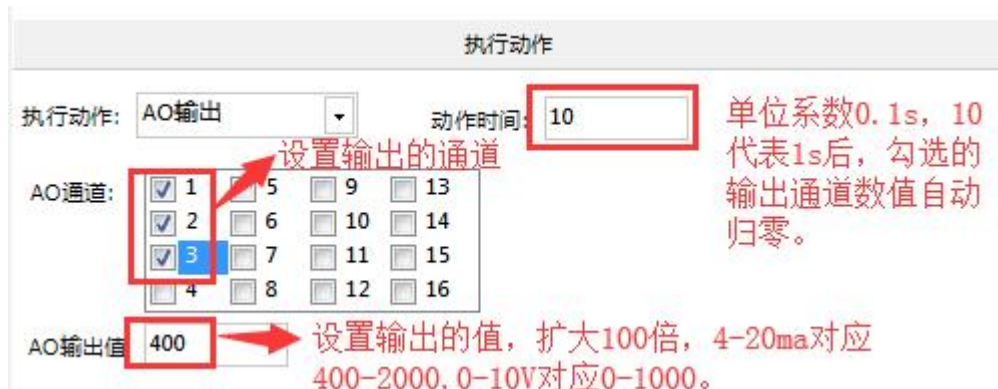 执行动作
执行动作: AO输出 动作时间: 10
单位系数0.1s，10
代表1s后，勾选的
输出通道数值自动
归零。
设置输出的通道
AO通道: 1 5 9 13
2 6 10 14
3 7 11 15
4 8 12 16
AO输出值 400
设置输出的值，扩大100倍，4-20ma对应
400-2000,0-10V对应0-1000。